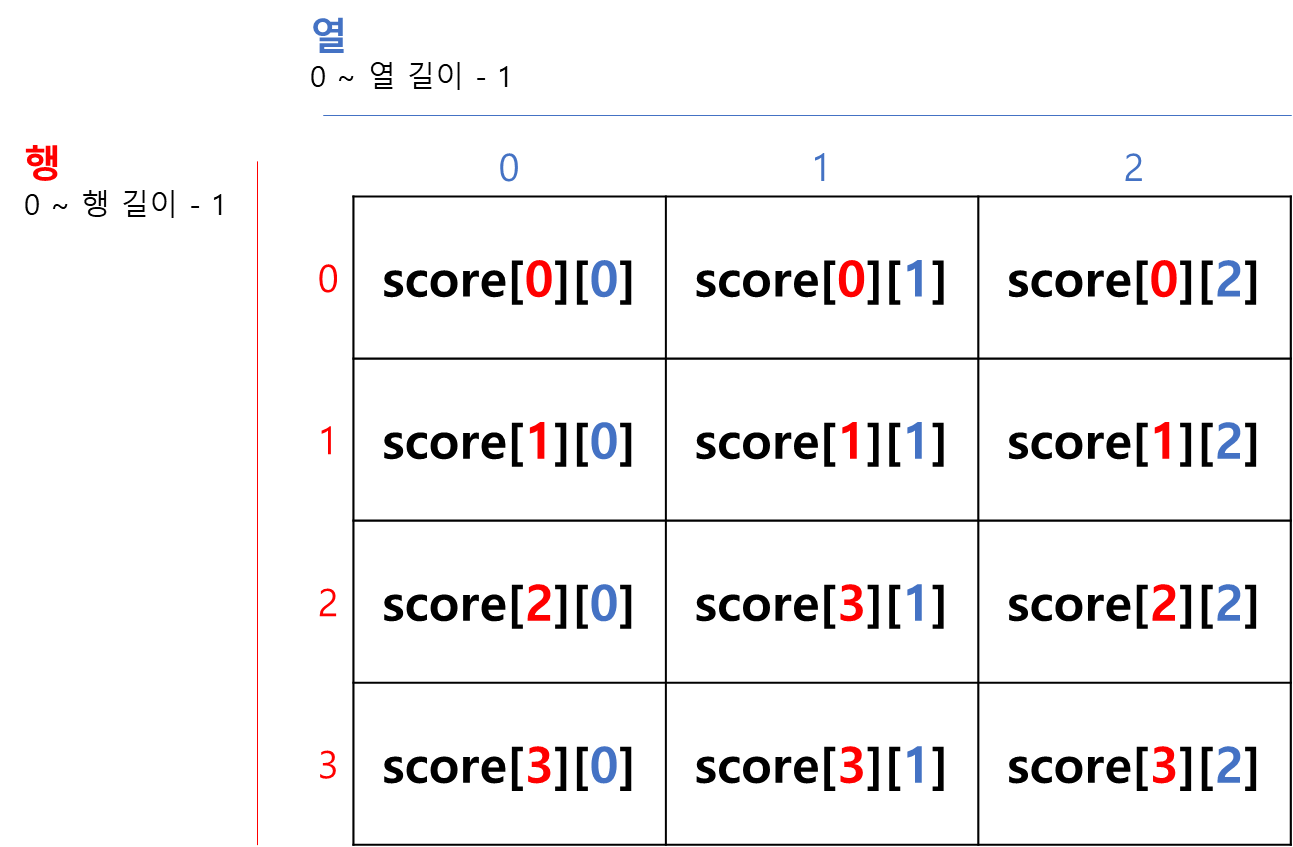 열
0 ~ 열 길이 - 1
행
0 ~ 행 길이 - 1
0 1 2
0 score[0][0] score[0][1] score[0][2]
1 score[1][0] score[1][1] score[1][2]
2 score[2][0] score[3][1] score[2][2]
3 score[3][0] score[3][1] score[3][2]